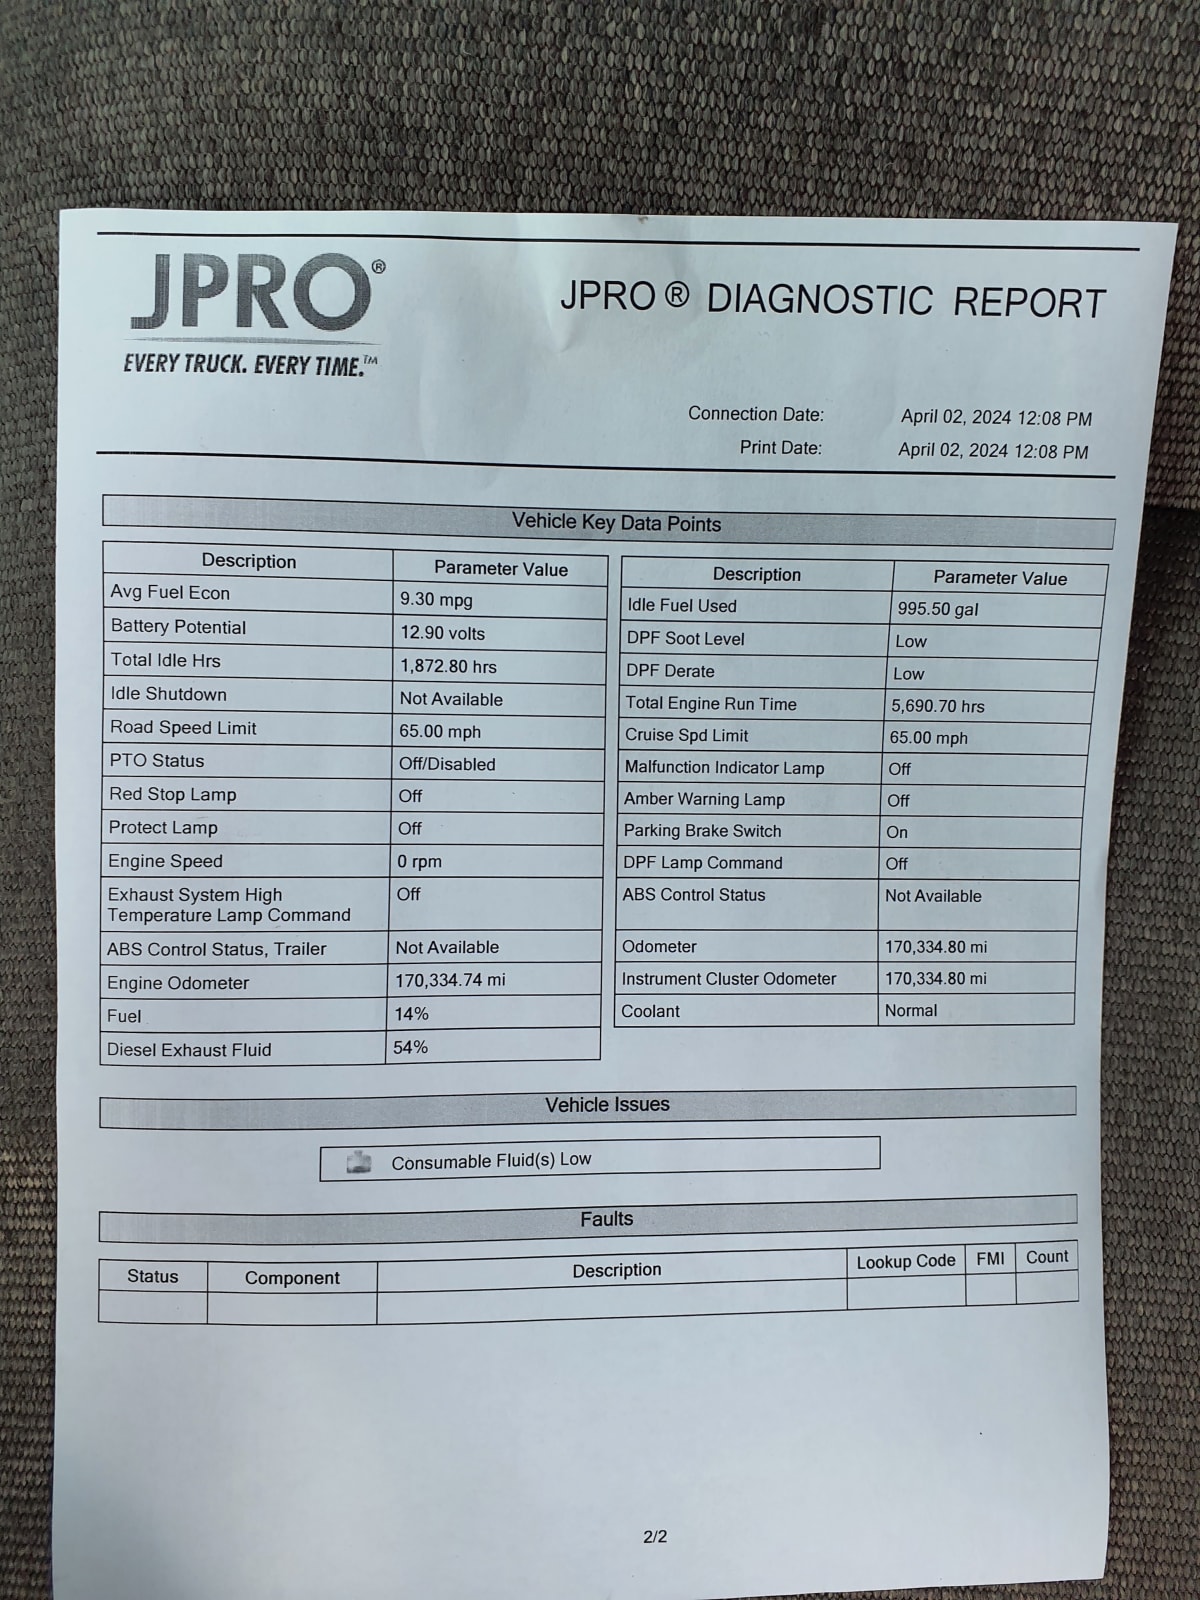 JPRO®
EVERY TRUCK. EVERY TIME.™
JPRO® DIAGNOSTIC REPORT
Connection Date: April 02, 2024 12:08 PM
Print Date: April 02, 2024 12:08 PM
Vehicle Key Data Points
Description Parameter Value
Avg Fuel Econ 9.30 mpg
Battery Potential 12.90 volts
Total Idle Hrs 1,872.80 hrs
Idle Shutdown Not Available
Road Speed Limit 65.00 mph
PTO Status Off/Disabled
Red Stop Lamp Off
Protect Lamp Off
Engine Speed 0 rpm
Exhaust System High Off
Temperature Lamp Command
ABS Control Status, Trailer Not Available
Engine Odometer 170,334.74 mi
Fuel 14%
Diesel Exhaust Fluid 54%
Description Parameter Value
Idle Fuel Used 995.50 gal
DPF Soot Level Low
DPF Derate Low
Total Engine Run Time 5,690.70 hrs
Cruise Spd Limit 65.00 mph
Malfunction Indicator Lamp Off
Amber Warning Lamp Off
Parking Brake Switch On
DPF Lamp Command Off
ABS Control Status Not Available
Odometer 170,334.80 mi
Instrument Cluster Odometer 170,334.80 mi
Coolant Normal
Vehicle Issues
Consumable Fluid(s) Low
Faults
Status Component Description Lookup Code FMI Count
2/2